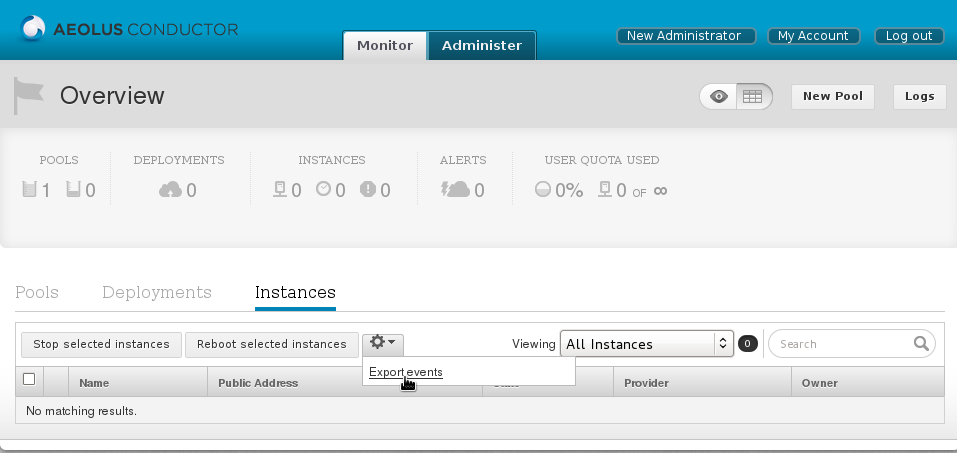 AEOLUS CONDUCTOR
Monitor
Administer
New Administrator
My Account
Log out
Overview
New Pool
Logs
POOLS
DEPLOYMENTS
INSTANCES
ALERTS
USER QUOTA USED
1 0
0
0 0 0
0
0% 0 OF ∞
Pools
Deployments
Instances
Stop selected instances
Reboot selected instances
Viewing
All Instances
0
Search
Export events
Name
Public Address
Provider
Owner
No matching results.